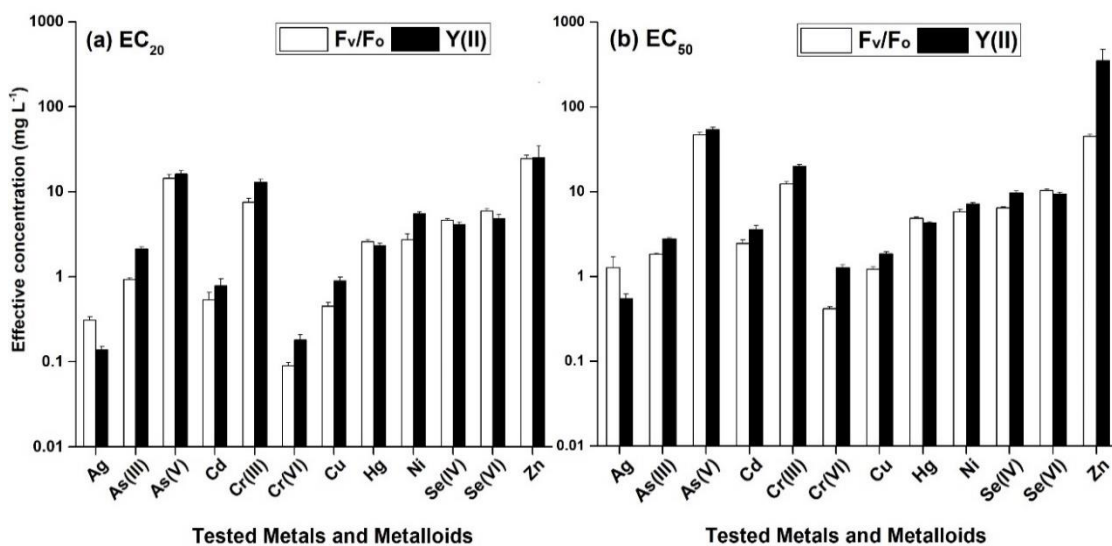 Effective concentration (mg L⁻¹)
(a) EC₂₀
Fᵥ/Fₒ Y(II)
1000
100
10
1
0.1
0.01
Ag As(III) As(V) Cd Cr(III) Cr(VI) Cu Hg Ni Se(IV) Se(VI) Zn
Tested Metals and Metalloids
(b) EC₅₀
Fᵥ/Fₒ Y(II)
1000
100
10
1
0.1
0.01
Ag As(III) As(V) Cd Cr(III) Cr(VI) Cu Hg Ni Se(IV) Se(VI) Zn
Tested Metals and Metalloids